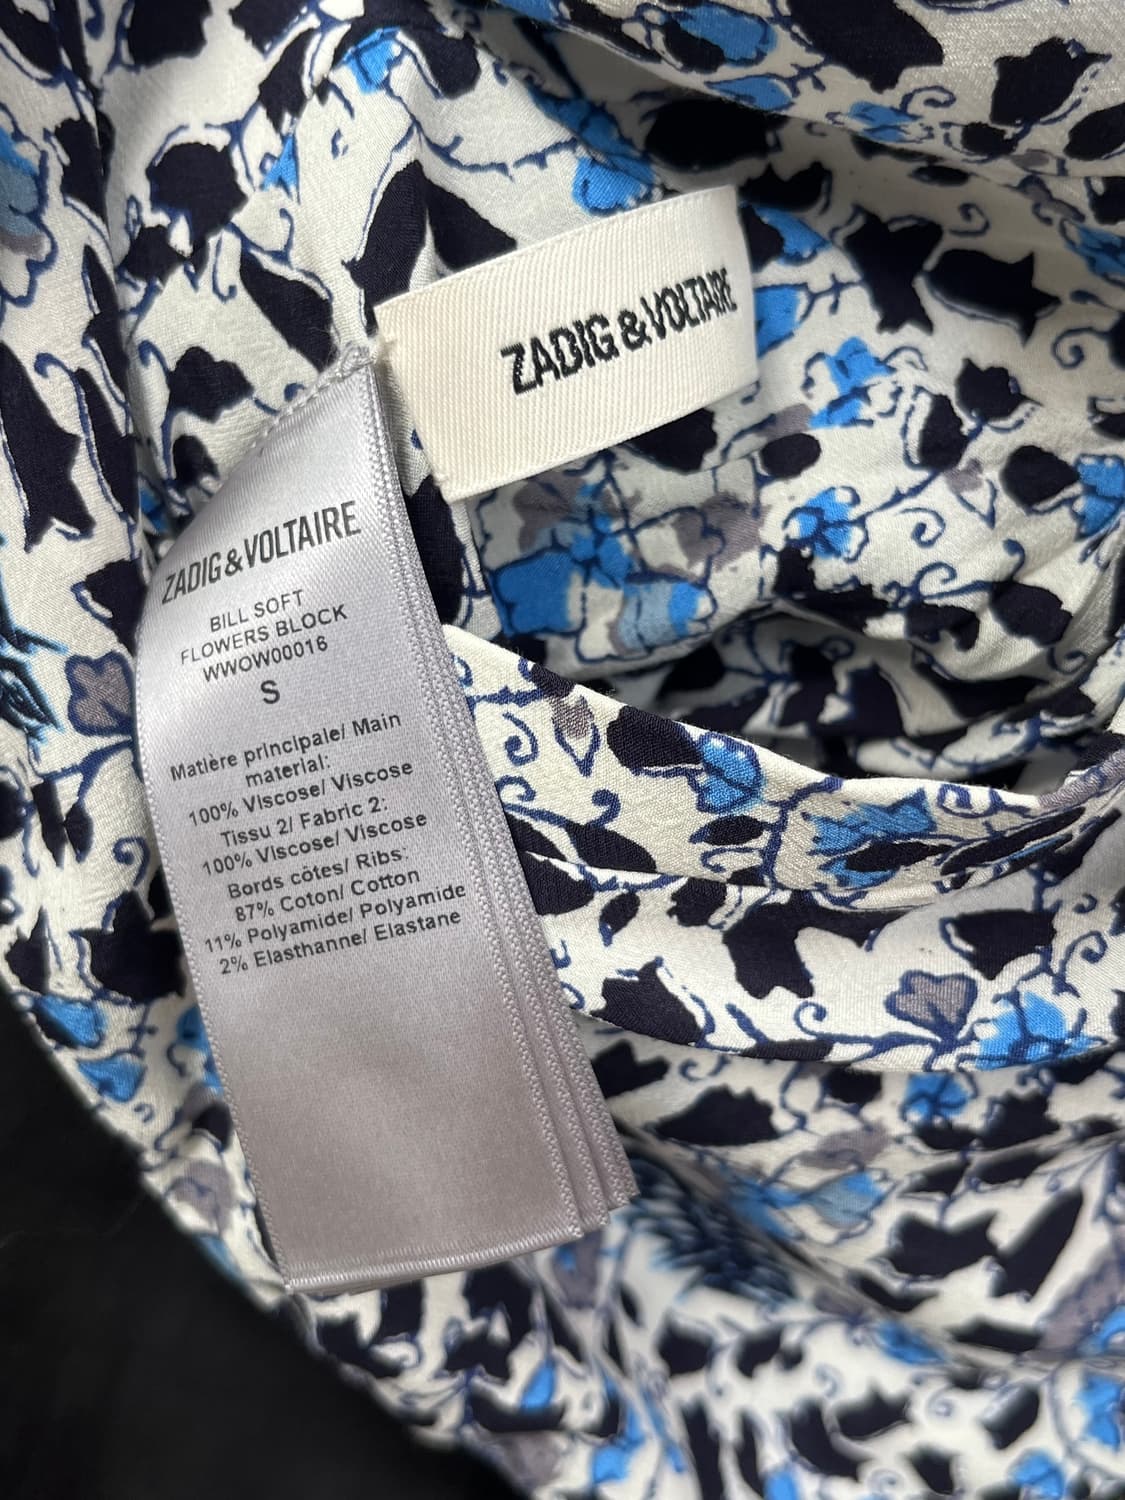 ZADIG & VOLTAIRE
ZADIG & VOLTAIRE
BILL SOFT
FLOWERS BLOCK
WWOW00016
S
Matière principale/ Main
material:
100% Viscose/ Viscose
Tissu 2/ Fabric 2:
100% Viscose/ Viscose
Bords côtes/ Ribs:
87% Coton/ Cotton
11% Polyamide/ Polyamide
2% Elasthanne/ Elastane